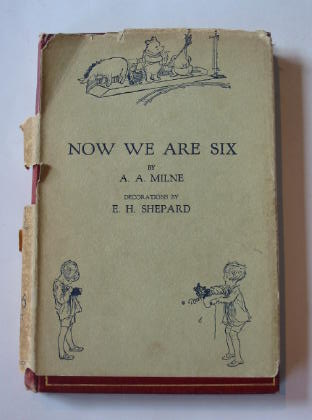 NOW WE ARE SIX
BY
A. A. MILNE
DECORATIONS BY
E. H. SHEPARD